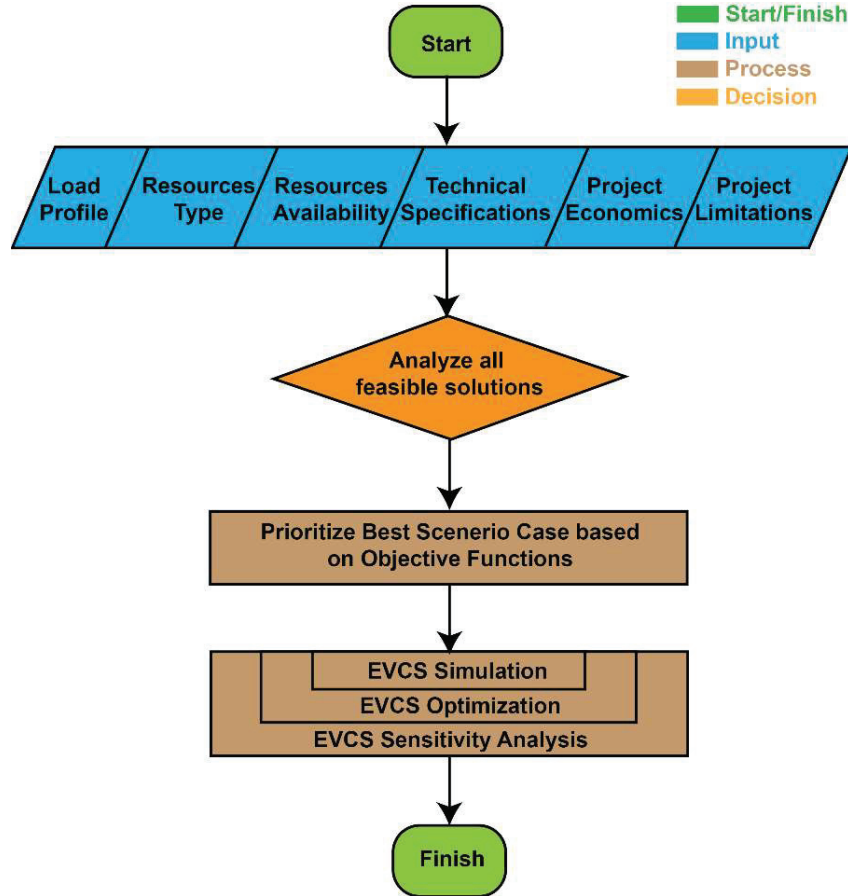 Start
Start/Finish
Input
Process
Decision
Load
Profile
Resources
Type
Resources
Availability
Technical
Specifications
Project
Economics
Project
Limitations
Analyze all
feasible solutions
Prioritize Best Scenerio Case based
on Objective Functions
EVCS Simulation
EVCS Optimization
EVCS Sensitivity Analysis
Finish